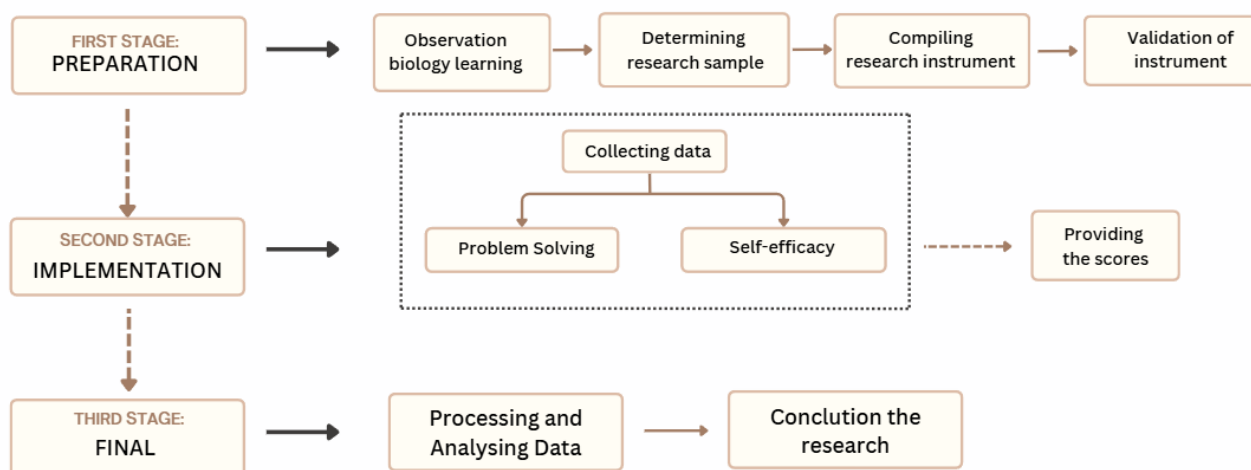 FIRST STAGE:
PREPARATION
Observation
biology learning
Determining
research sample
Compiling
research instrument
Validation of
instrument
Collecting data
Problem Solving
Self-efficacy
SECOND STAGE:
IMPLEMENTATION
Providing
the scores
THIRD STAGE:
FINAL
Processing and
Analysing Data
Conclution the
research